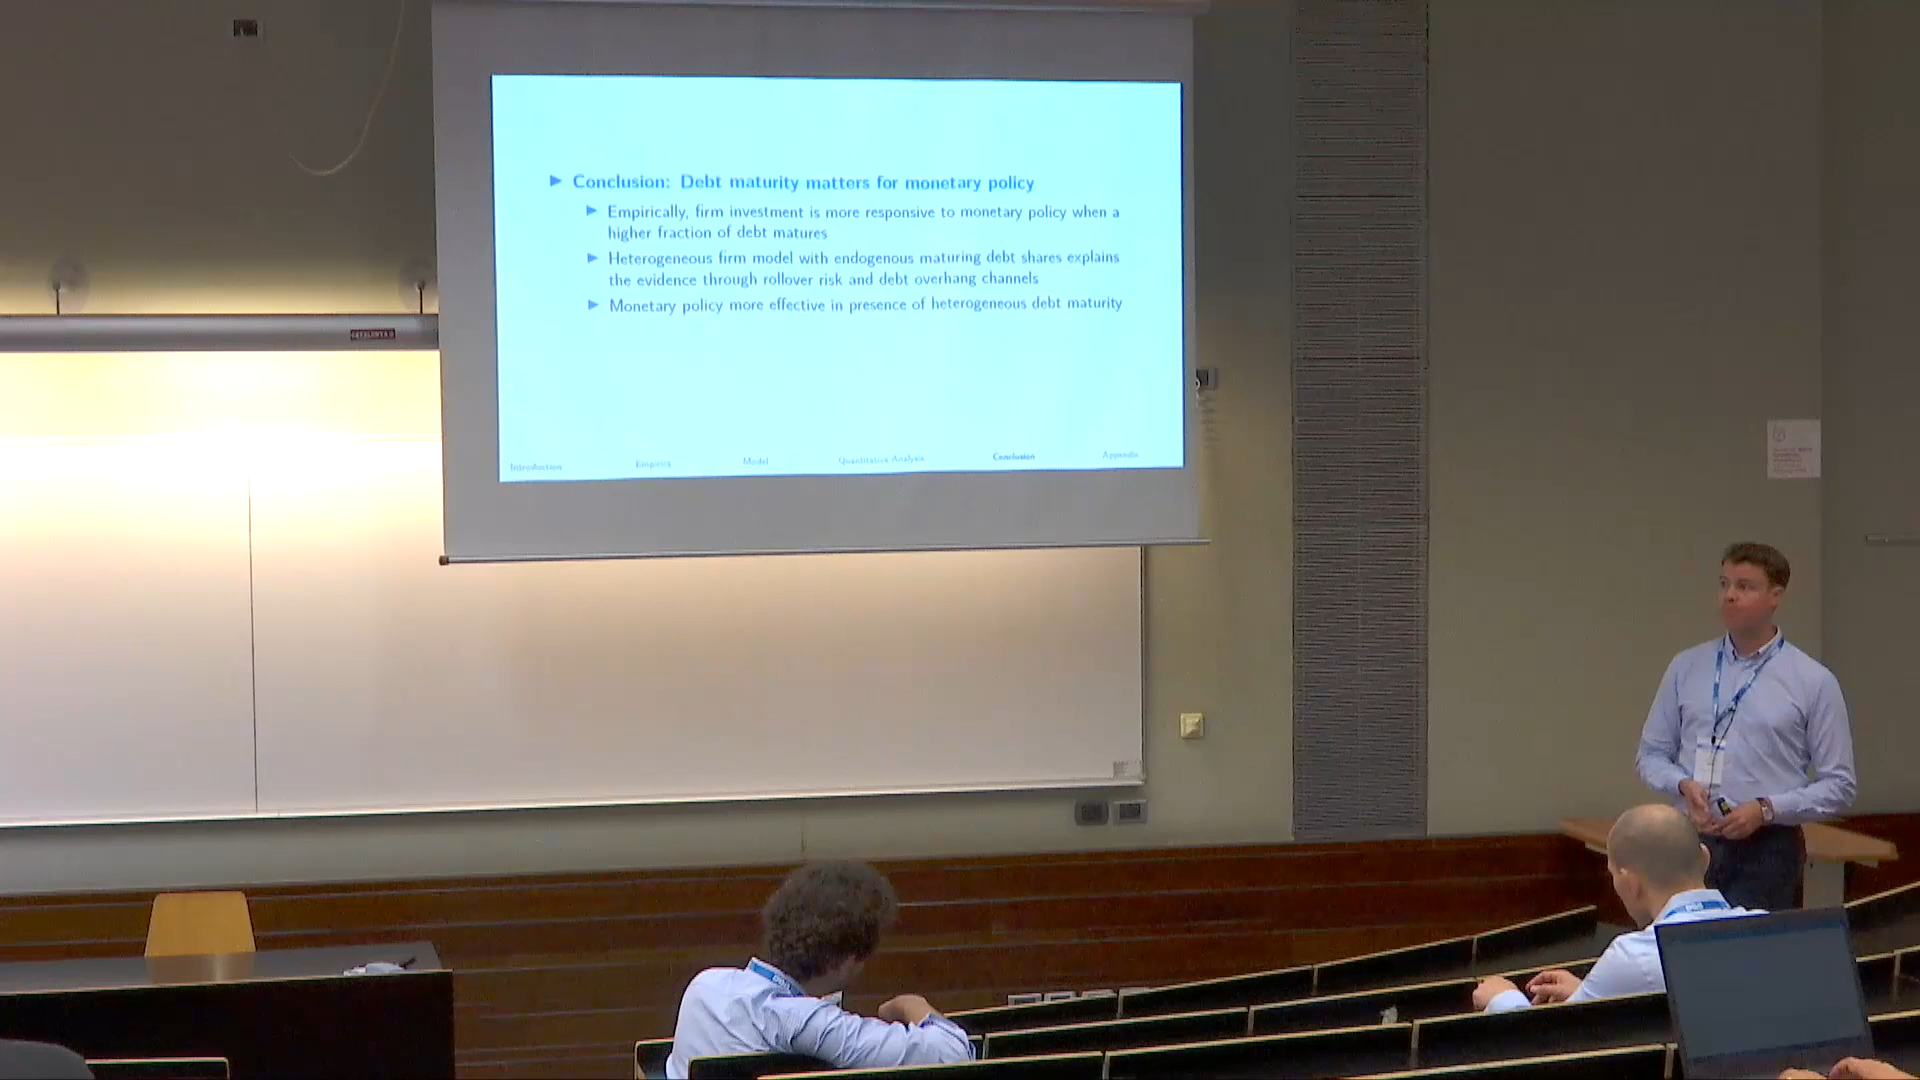 Conclusion: Debt maturity matters for monetary policy
Empirically, firm investment is more responsive to monetary policy when a
higher fraction of debt matures
Heterogeneous firm model with endogenous maturing debt shares explains
the evidence through rollover risk and debt overhang channels
Monetary policy more effective in presence of heterogeneous debt maturity
Introduction Empirics Model Quantitative Analysis Conclusion Appendix